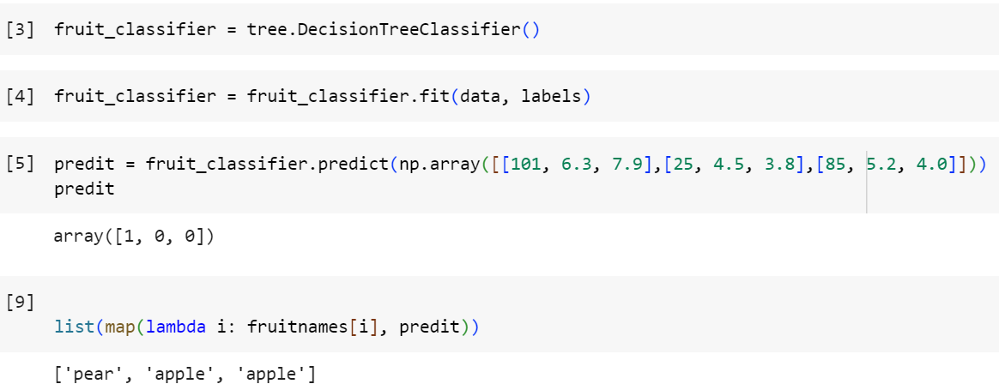 [3] fruit_classifier = tree.DecisionTreeClassifier()
[4] fruit_classifier = fruit_classifier.fit(data, labels)
[5] predit = fruit_classifier.predict(np.array([[101, 6.3, 7.9],[25, 4.5, 3.8],[85, 5.2, 4.0]]))
predit
array([1, 0, 0])
[9]
list(map(lambda i: fruitnames[i], predit))
['pear', 'apple', 'apple']